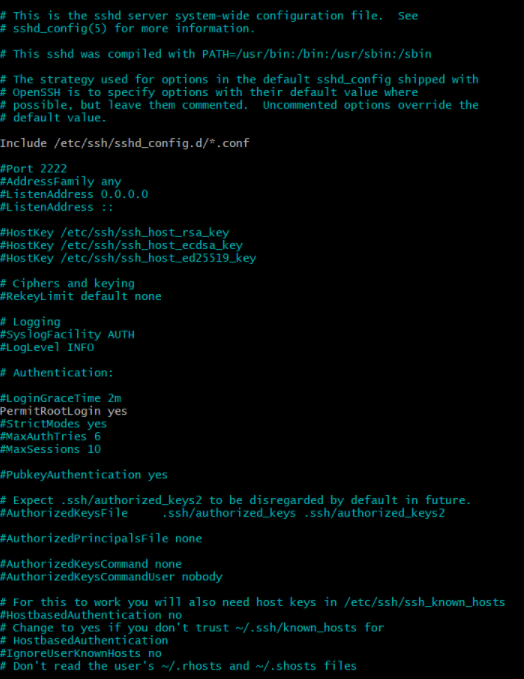 # This is the sshd server system-wide configuration file.  See
# sshd_config(5) for more information.
# This sshd was compiled with PATH=/usr/bin:/bin:/usr/sbin:/sbin
# The strategy used for options in the default sshd_config shipped with
# OpenSSH is to specify options with their default value where
# possible, but leave them commented.  Uncommented options override the
# default value.
Include /etc/ssh/sshd_config.d/*.conf
#Port 2222
#AddressFamily any
#ListenAddress 0.0.0.0
#ListenAddress ::
#HostKey /etc/ssh/ssh_host_rsa_key
#HostKey /etc/ssh/ssh_host_ecdsa_key
#HostKey /etc/ssh/ssh_host_ed25519_key
# Ciphers and keying
#RekeyLimit default none
# Logging
#SyslogFacility AUTH
#LogLevel INFO
# Authentication:
#LoginGraceTime 2m
PermitRootLogin yes
#StrictModes yes
#MaxAuthTries 6
#MaxSessions 10
#PubkeyAuthentication yes
# Expect .ssh/authorized_keys2 to be disregarded by default in future.
#AuthorizedKeysFile     .ssh/authorized_keys .ssh/authorized_keys2
#AuthorizedPrincipalsFile none
#AuthorizedKeysCommand none
#AuthorizedKeysCommandUser nobody
# For this to work you will also need host keys in /etc/ssh/ssh_known_hosts
#HostbasedAuthentication no
# Change to yes if you don't trust ~/.ssh/known_hosts for
# HostbasedAuthentication
#IgnoreUserKnownHosts no
# Don't read the user's ~/.rhosts and ~/.shosts files